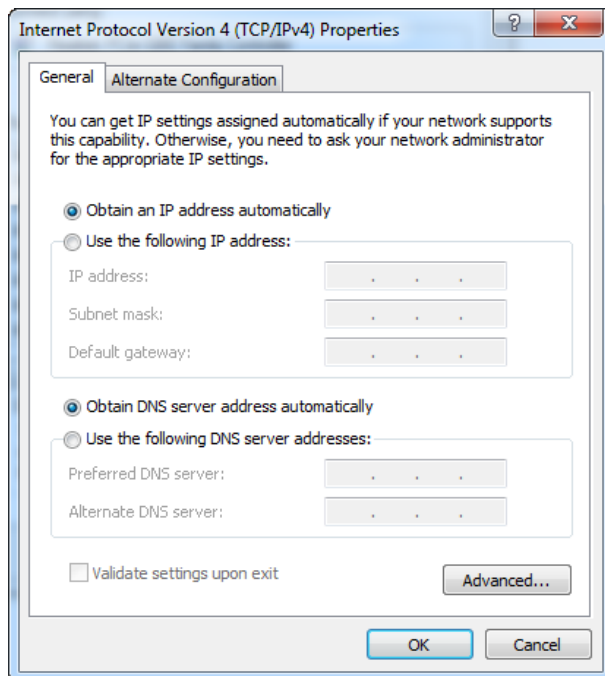 Internet Protocol Version 4 (TCP/IPv4) Properties
?
General
Alternate Configuration
You can get IP settings assigned automatically if your network supports
this capability. Otherwise, you need to ask your network administrator
for the appropriate IP settings.
Obtain an IP address automatically
Use the following IP address:
IP address:
. . .
Subnet mask:
. . .
Default gateway:
. . .
Obtain DNS server address automatically
Use the following DNS server addresses:
Preferred DNS server:
. . .
Alternate DNS server:
. . .
Validate settings upon exit
Advanced...
OK
Cancel